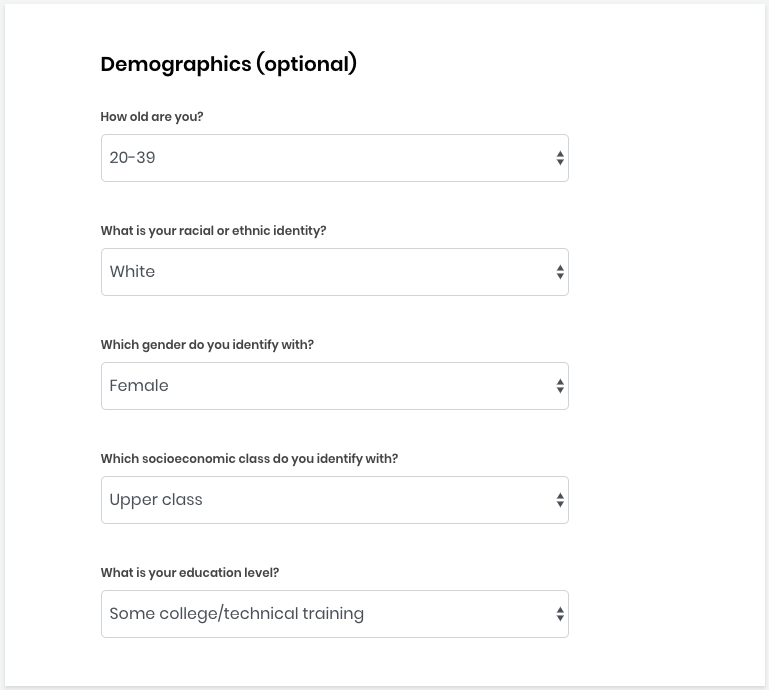 Demographics (optional)
How old are you?
20-39
What is your racial or ethnic identity?
White
Which gender do you identify with?
Female
Which socioeconomic class do you identify with?
Upper class
What is your education level?
Some college/technical training